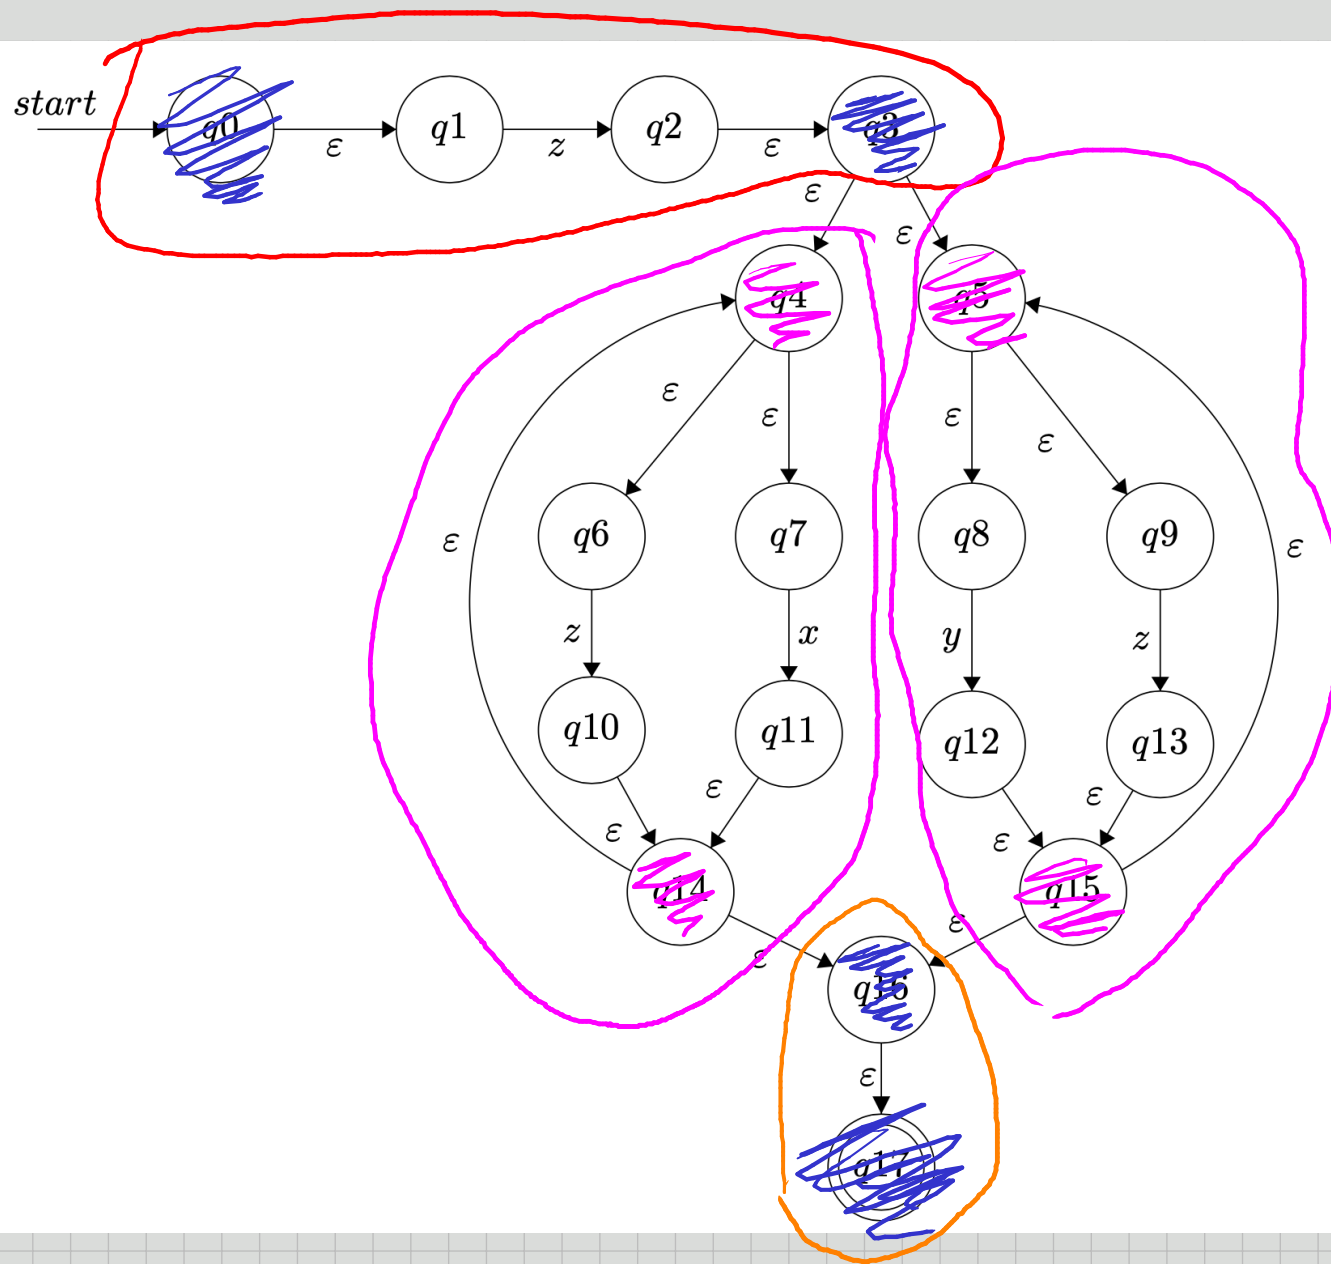 start
q0 ε q1 z q2 ε q3
ε ε
q4 q5
ε ε ε ε
q6 q7 q8 q9
ε ε
z x y z
q10 q11 q12 q13
ε ε ε ε
q14 q15
ε ε
q16
ε
q17